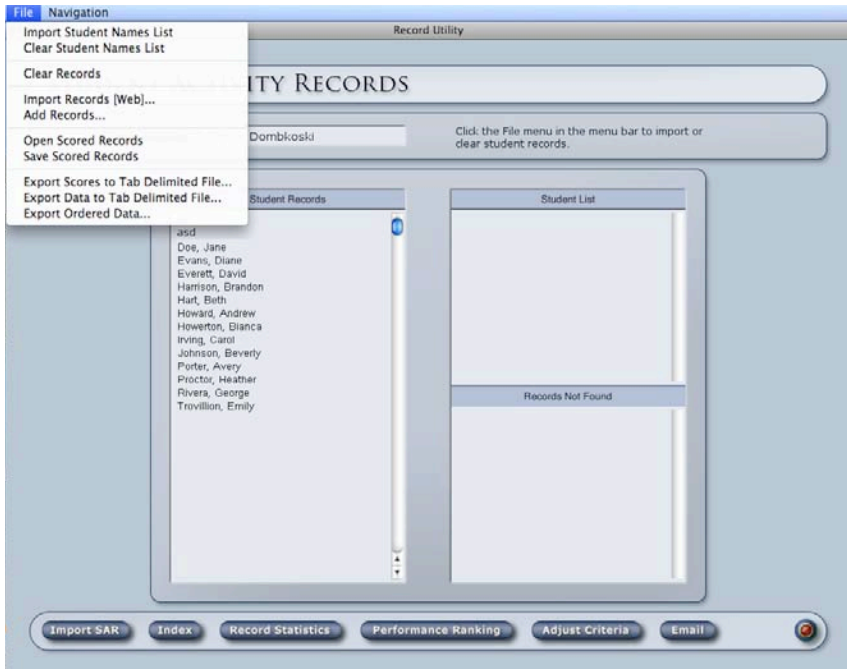 File Navigation
Record Utility
Import Student Names List
Clear Student Names List
Clear Records
Import Records [Web]...
Add Records...
Open Scored Records
Save Scored Records
Export Scores to Tab Delimited File...
Export Data to Tab Delimited File...
Export Ordered Data...
ACTIVITY RECORDS
Dombkoski
Click the File menu in the menu bar to import or
clear student records.
Student Records
asd
Doe, Jane
Evans, Diane
Everett, David
Harrison, Brandon
Hart, Beth
Howard, Andrew
Howerton, Bianca
Irving, Carol
Johnson, Beverly
Porter, Avery
Proctor, Heather
Rivera, George
Trovillion, Emily
Student List
Records Not Found
Import SAR Index Record Statistics Performance Ranking Adjust Criteria Email